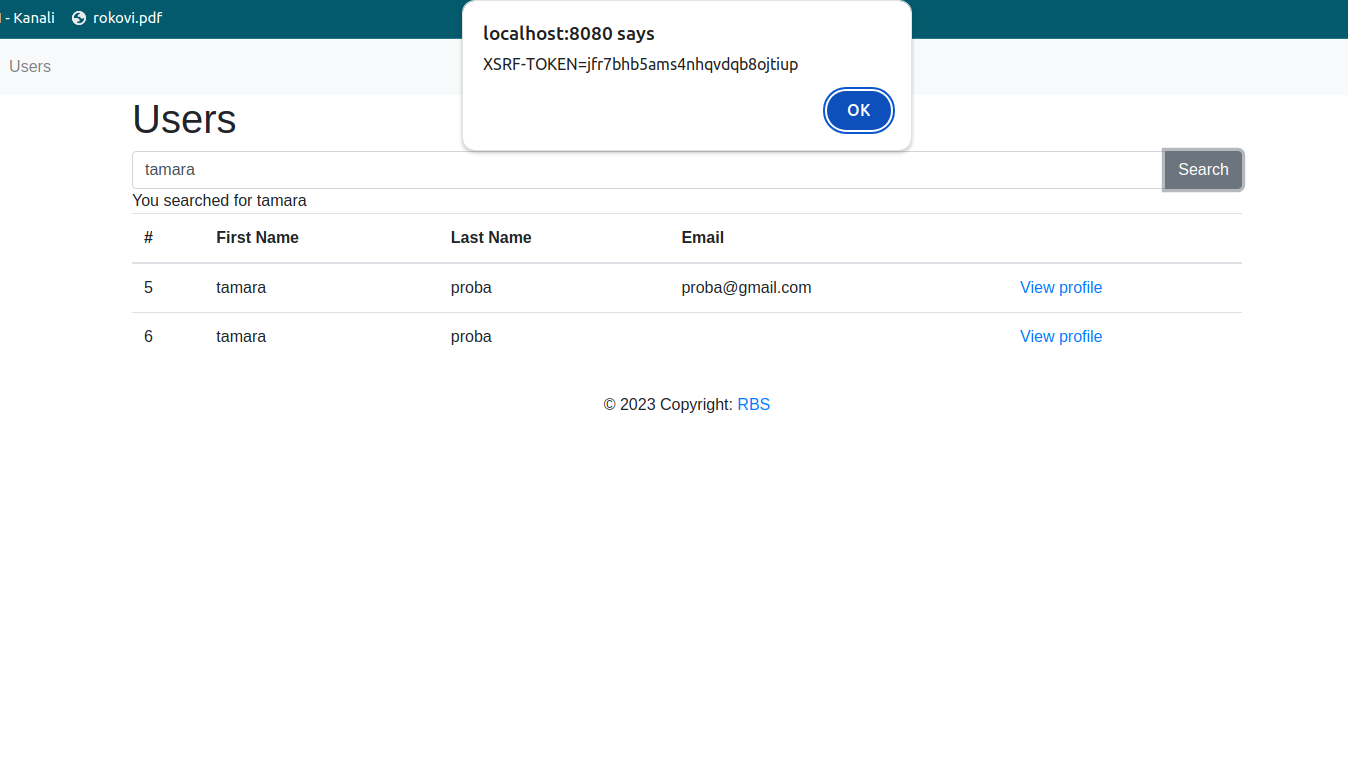 - Kanali rokovi.pdf
localhost:8080 says
XSRF-TOKEN=jfr7bhb5ams4nhqvdqb8ojtiup
OK
Users
Users
tamara Search
You searched for tamara
# First Name Last Name Email
5 tamara proba proba@gmail.com View profile
6 tamara proba View profile
© 2023 Copyright: RBS